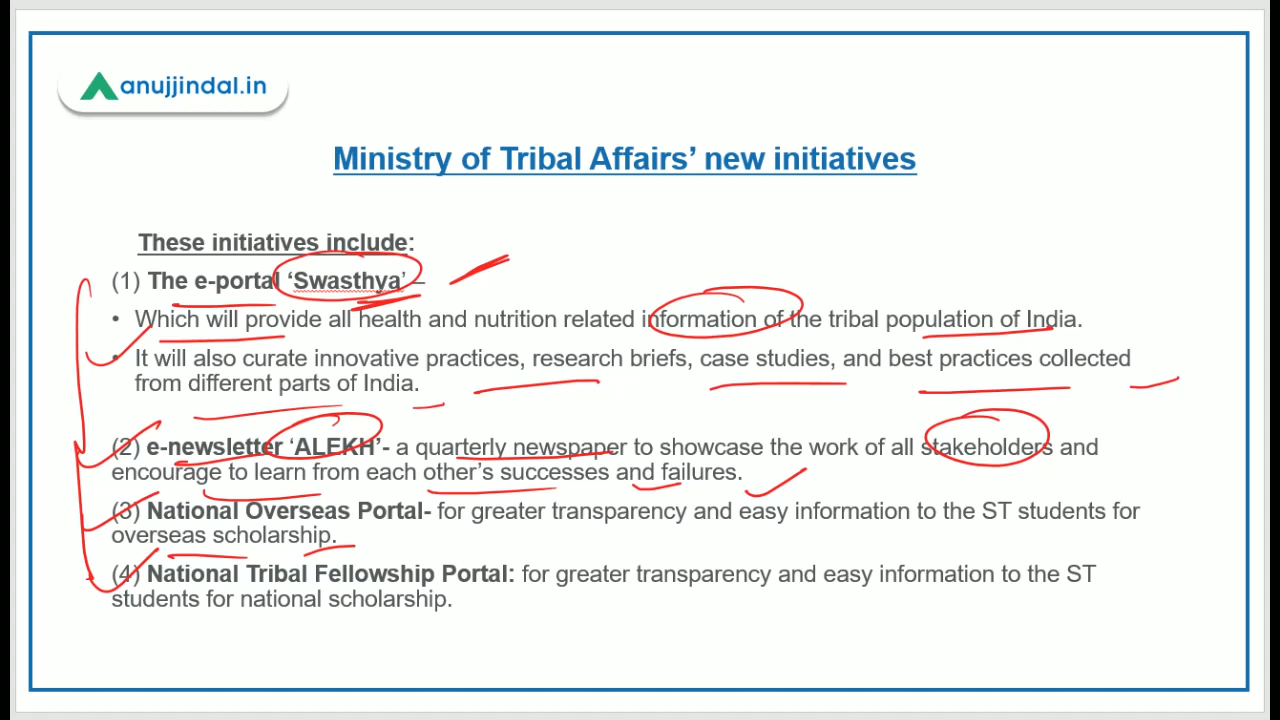 anujjindal.in
Ministry of Tribal Affairs’ new initiatives
These initiatives include:
(1) The e-portal ‘Swasthya’ –
• Which will provide all health and nutrition related information of the tribal population of India.
• It will also curate innovative practices, research briefs, case studies, and best practices collected
from different parts of India.
(2) e-newsletter ‘ALEKH’- a quarterly newspaper to showcase the work of all stakeholders and
encourage to learn from each other’s successes and failures.
(3) National Overseas Portal- for greater transparency and easy information to the ST students for
overseas scholarship.
(4) National Tribal Fellowship Portal: for greater transparency and easy information to the ST
students for national scholarship.